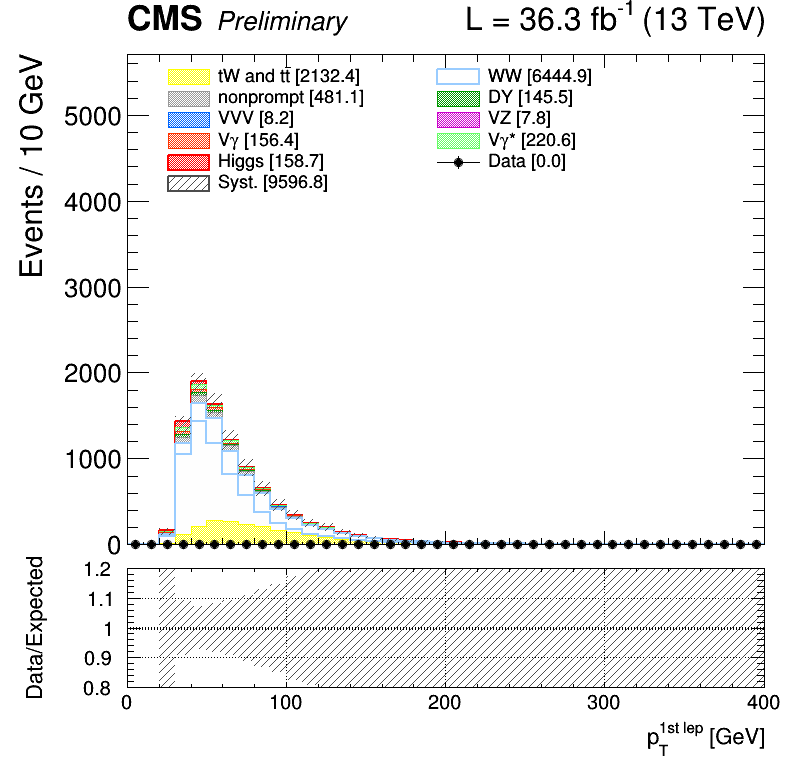 CMS Preliminary L = 36.3 fb⁻¹ (13 TeV)
Events / 10 GeV
tW and tt̄ [2132.4] WW [6444.9]
nonprompt [481.1] DY [145.5]
VVV [8.2] VZ [7.8]
Vγ [156.4] Vγ* [220.6]
Higgs [158.7] Data [0.0]
Syst. [9596.8]
5000
4000
3000
2000
1000
0
Data/Expected
1.2
1.1
1
0.9
0.8
0 100 200 300 400
p_T^{1st lep} [GeV]